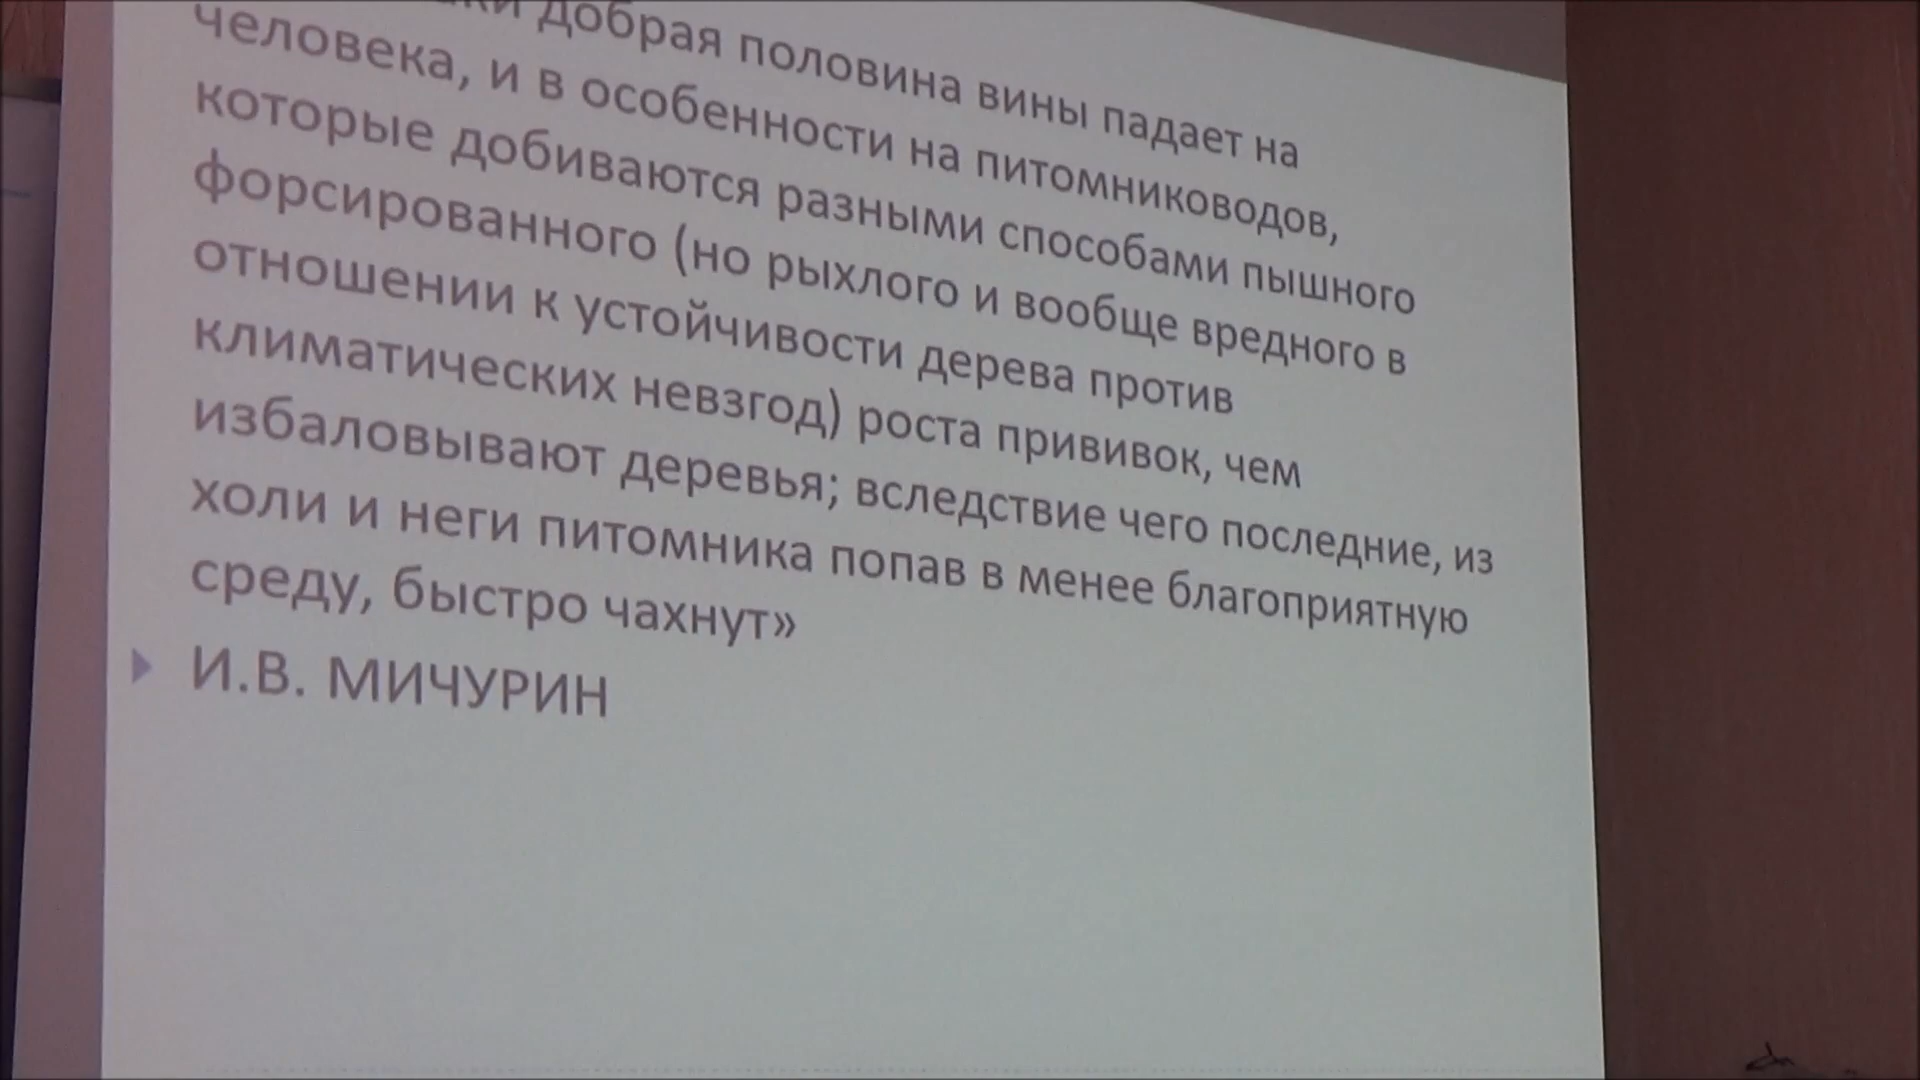 добрая половина вины падает на
человека, и в особенности на питомниководов,
которые добиваются разными способами пышного
форсированного (но рыхлого и вообще вредного в
отношении к устойчивости дерева против
климатических невзгод) роста прививок, чем
избаловывают деревья; вследствие чего последние, из
холи и неги питомника попав в менее благоприятную
среду, быстро чахнут»
И.В. МИЧУРИН